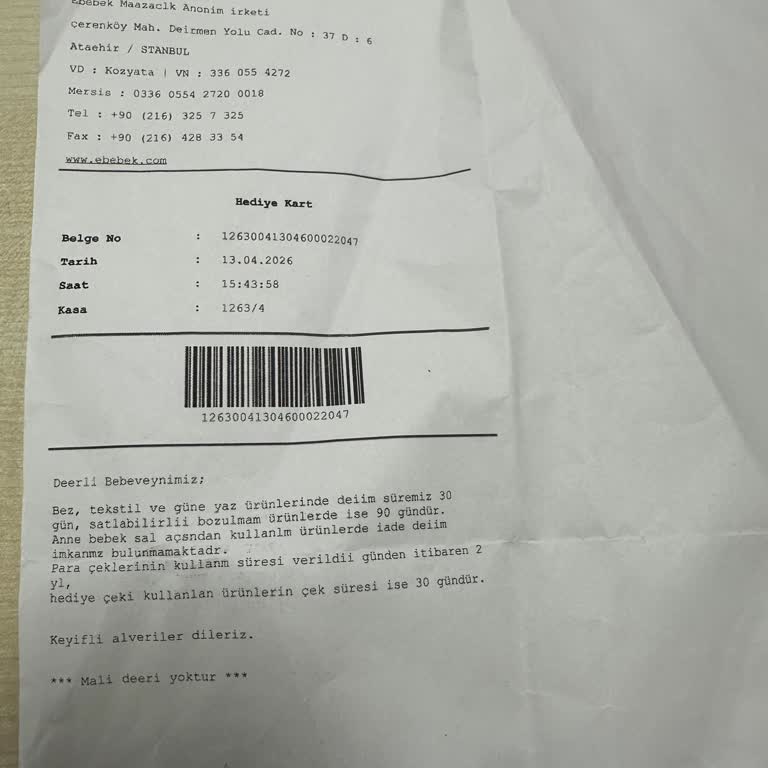 Ebebek Maazaclk Anonim irketi
çerenköy Mah. Deirmen Yolu Cad. No : 37 D : 6
Ataehir / STANBUL
VD : Kozyata | VN : 336 055 4272
Mersis : 0336 0554 2720 0018
Tel : +90 (216) 325 7 325
Fax : +90 (216) 428 33 54
www.ebebek.com
Hediye Kart
Belge No : 12630041304600022047
Tarih : 13.04.2026
Saat : 15:43:58
Kasa : 1263/4
12630041304600022047
Deerli Bebeveynimiz;
Bez, tekstil ve güne yaz ürünlerinde deiim süremiz 30
gün, satlabilirlii bozulmam ürünlerde ise 90 gündür.
Anne bebek sal açsndan kullanlm ürünlerde iade deiim
imkanmz bulunmamaktadr.
Para çeklerinin kullanm süresi verildii günden itibaren 2
yl,
hediye çeki kullanlan ürünlerin çek süresi ise 30 gündür.
Keyifli alveriler dileriz.
*** Mali deeri yoktur ***